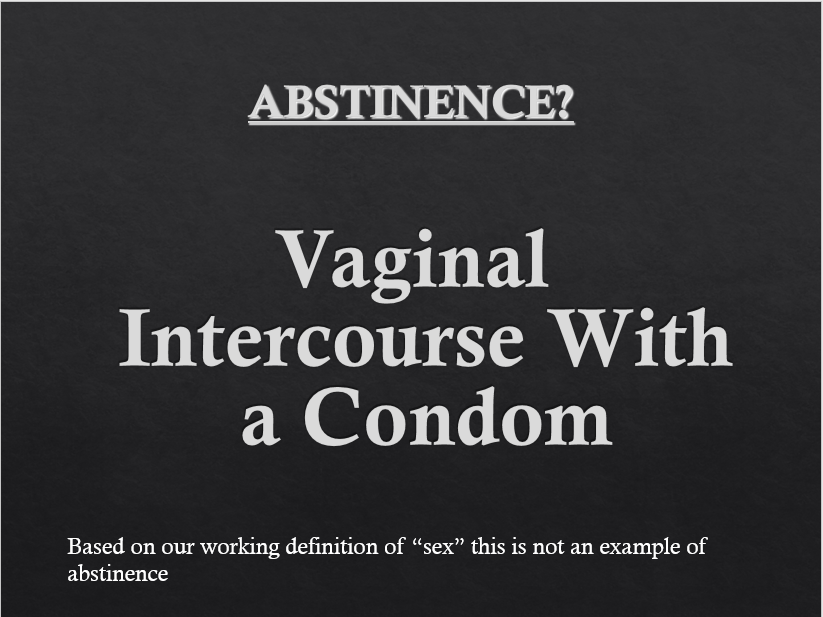 ABSTINENCE?
Vaginal
Intercourse With
a Condom
Based on our working definition of “sex” this is not an example of
abstinence